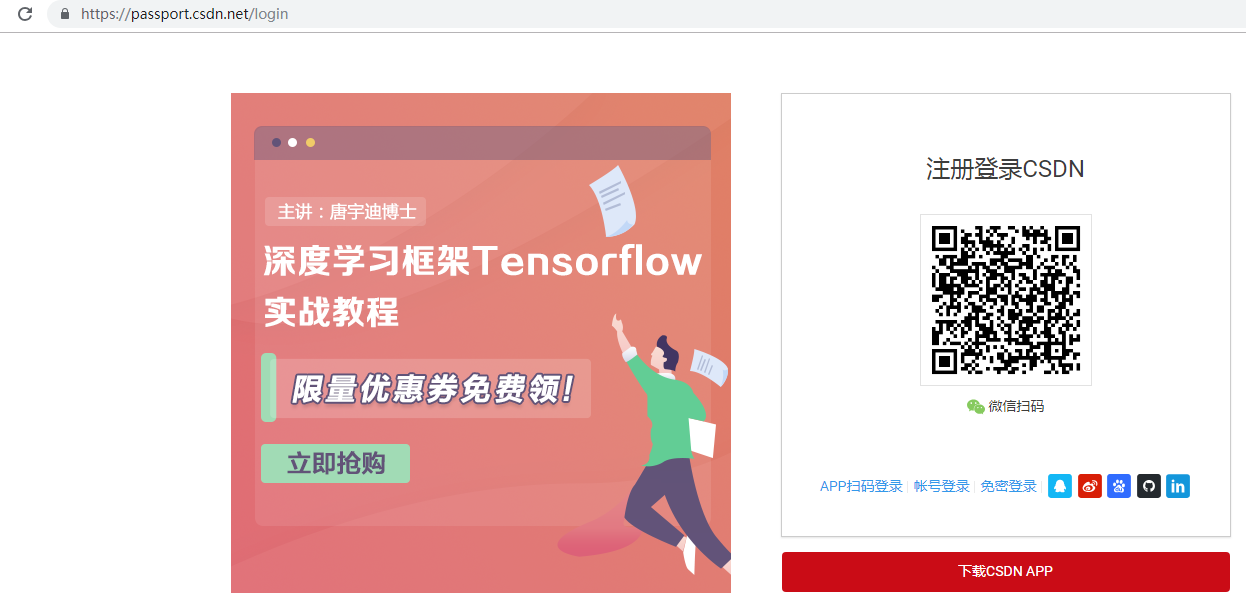 https://passport.csdn.net/login
主讲：唐宇迪博士
深度学习框架Tensorflow
实战教程
限量优惠券免费领!
立即抢购
注册登录CSDN
微信扫码
APP扫码登录 帐号登录 免密登录
in
下载CSDN APP